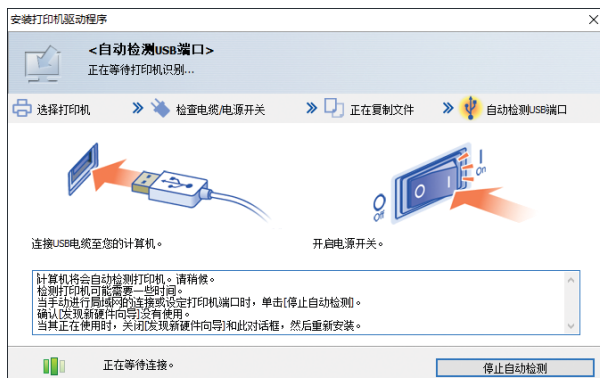 安装打印机驱动程序
<自动检测USB端口>
正在等待打印机识别...
选择打印机 » 检查电缆/电源开关 » 正在复制文件 » 自动检测USB端口
Off
On
On
连接USB电缆至您的计算机。 开启电源开关。
计算机将会自动检测打印机。请稍候。
检测打印机可能需要一些时间。
当手动进行局域网的连接或设定打印机端口时，单击[停止自动检测]。
确认[发现新硬件向导]没有使用。
当其正在使用时，关闭[发现新硬件向导]和此对话框，然后重新安装。
正在等待连接。 停止自动检测